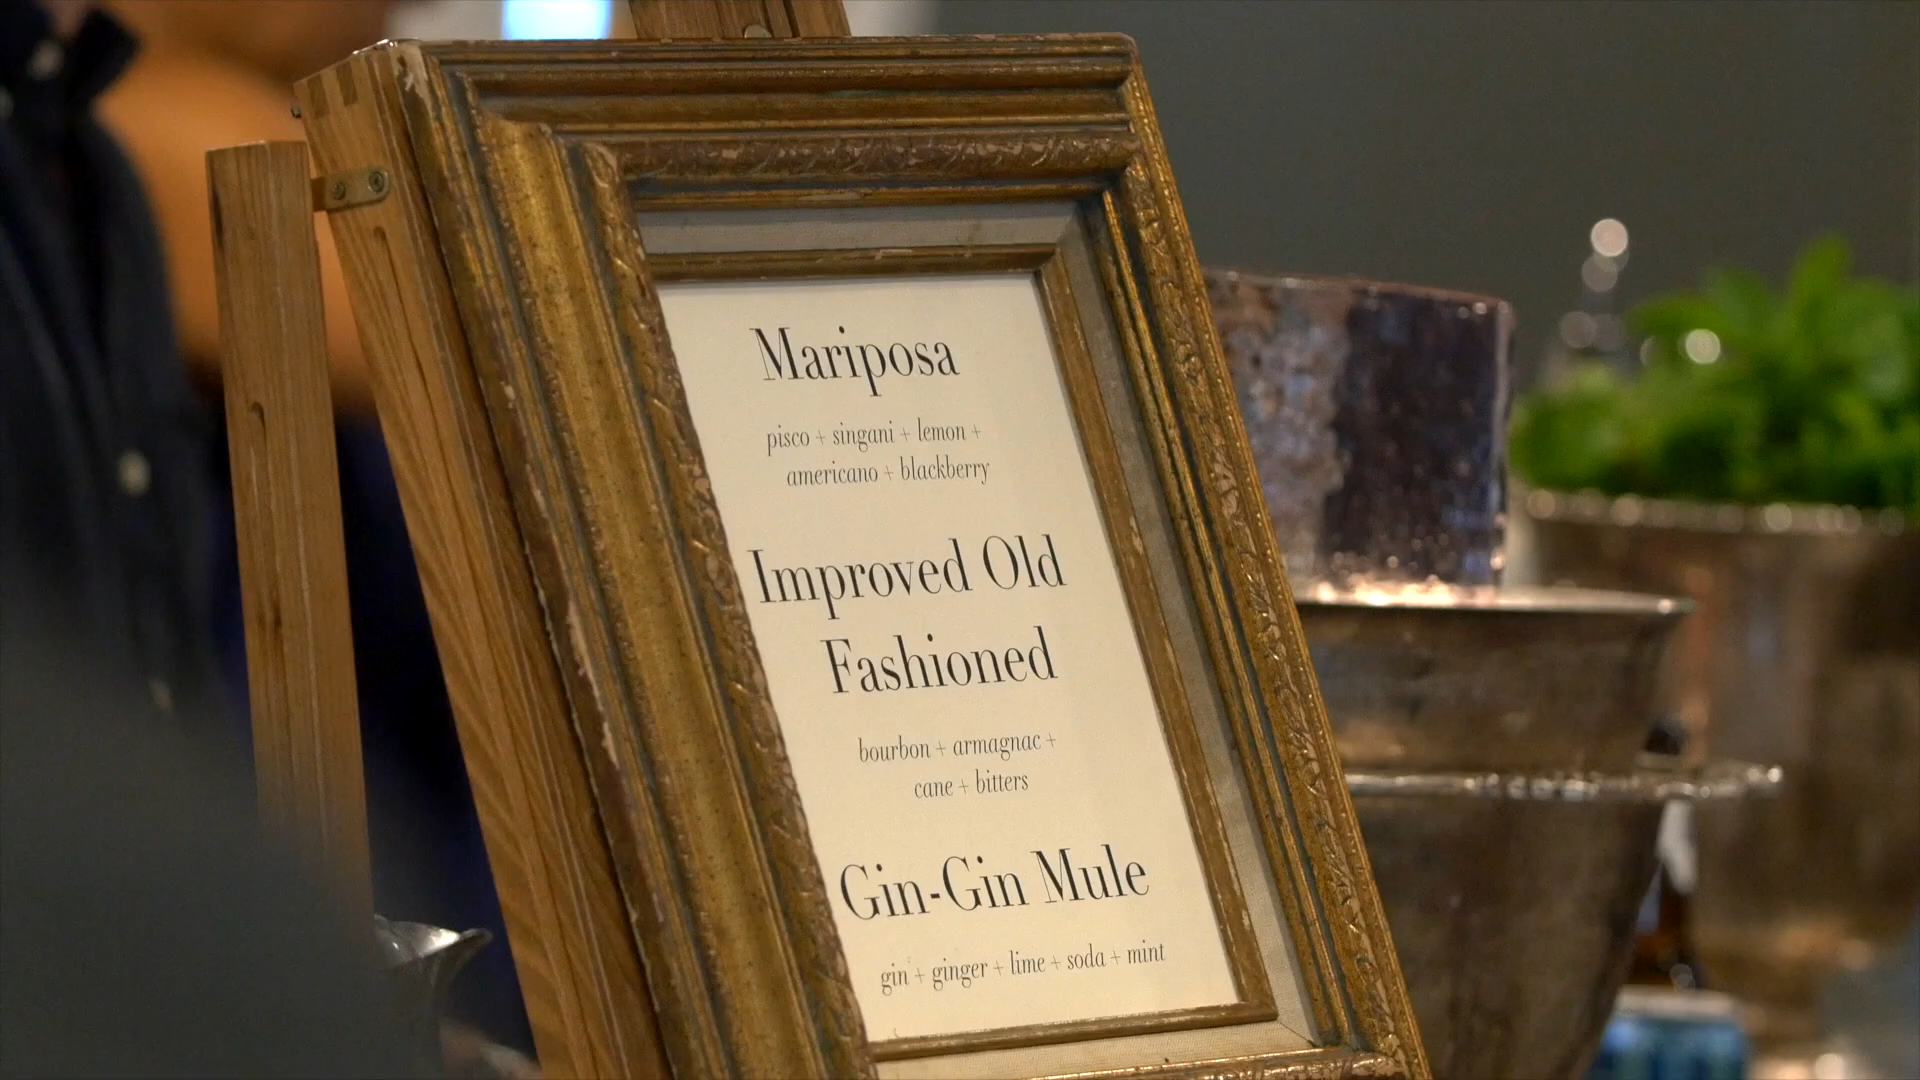 Mariposa
pisco + singani + lemon +
americano + blackberry
Improved Old
Fashioned
bourbon + armagnac +
cane + bitters
Gin-Gin Mule
gin + ginger + lime + soda + mint